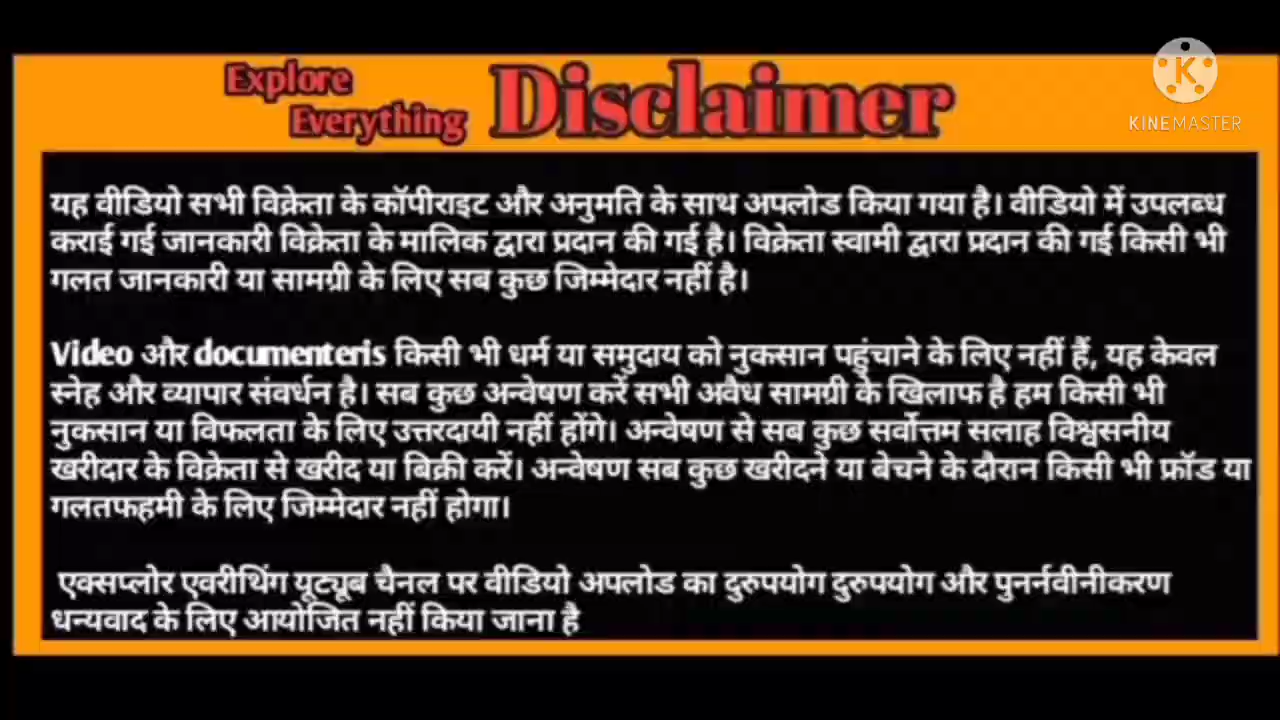 Explore
Everything
Disclaimer
KINEMASTER
यह वीडियो सभी विक्रेता के कॉपीराइट और अनुमति के साथ अपलोड किया गया है। वीडियो में उपलब्ध
कराई गई जानकारी विक्रेता के मालिक द्वारा प्रदान की गई है। विक्रेता स्वामी द्वारा प्रदान की गई किसी भी
गलत जानकारी या सामग्री के लिए सब कुछ जिम्मेदार नहीं है।
Video और documenteris किसी भी धर्म या समुदाय को नुकसान पहुंचाने के लिए नहीं हैं, यह केवल
स्नेह और व्यापार संवर्धन है। सब कुछ अन्वेषण करें सभी अवैध सामग्री के खिलाफ है हम किसी भी
नुकसान या विफलता के लिए उत्तरदायी नहीं होंगे। अन्वेषण से सब कुछ सर्वोत्तम सलाह विश्वसनीय
खरीदार के विक्रेता से खरीद या बिक्री करें। अन्वेषण सब कुछ खरीदने या बेचने के दौरान किसी भी फ्रॉड या
गलतफहमी के लिए जिम्मेदार नहीं होगा।
एक्सप्लोर एवरीथिंग यूट्यूब चैनल पर वीडियो अपलोड का दुरुपयोग दुरुपयोग और पुनर्नवीनीकरण
धन्यवाद के लिए आयोजित नहीं किया जाना है